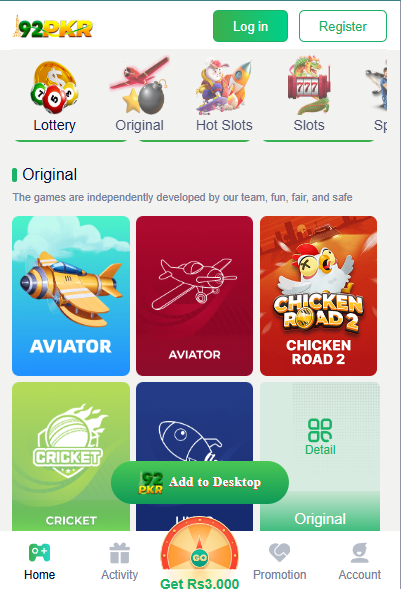 92PKR
Log in
Register
Lottery
Original
Hot Slots
Slots
Original
The games are independently developed by our team, fun, fair, and safe
AVIATOR
AVIATOR
CHICKEN
ROAD 2
CHICKEN
ROAD 2
CRICKET
CRICKET
Detail
Original
92
PKR
Add to Desktop
GO
Get Rs3.000
Home
Activity
Promotion
Account